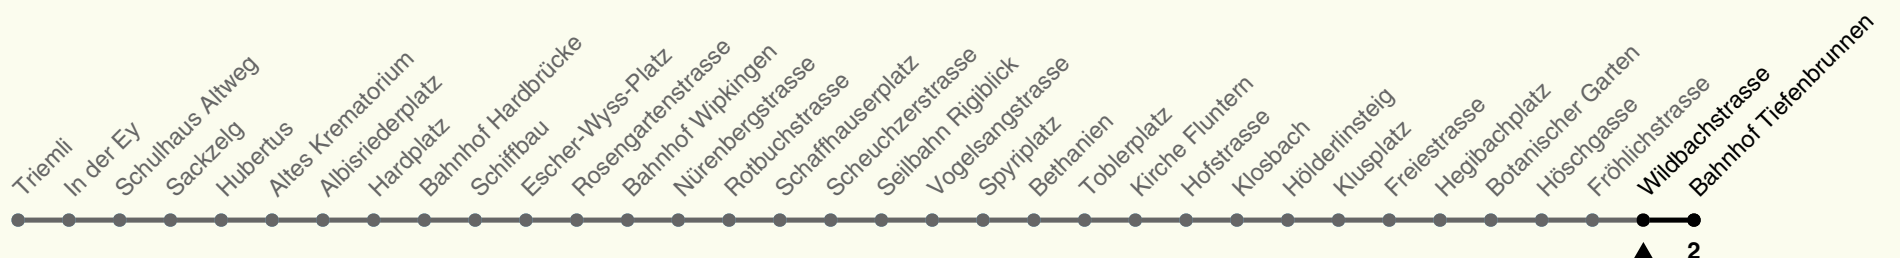 Triemli
In der Ey
Schulhaus Altweg
Sackzelg
Hubertus
Altes Krematorium
Albisriederplatz
Hardplatz
Bahnhof Hardbrücke
Schiffbau
Escher-Wyss-Platz
Rosengartenstrasse
Bahnhof Wipkingen
Nürenbergstrasse
Rotbuchstrasse
Schaffhauserplatz
Scheuchzerstrasse
Seilbahn Rigiblick
Vogelsangstrasse
Spyriplatz
Bethanien
Toblerplatz
Kirche Fluntern
Hofstrasse
Klosbach
Hölderlinsteig
Klusplatz
Freiestrasse
Hegibachplatz
Botanischer Garten
Höschgasse
Fröhlichstrasse
Wildbachstrasse
Bahnhof Tiefenbrunnen
2